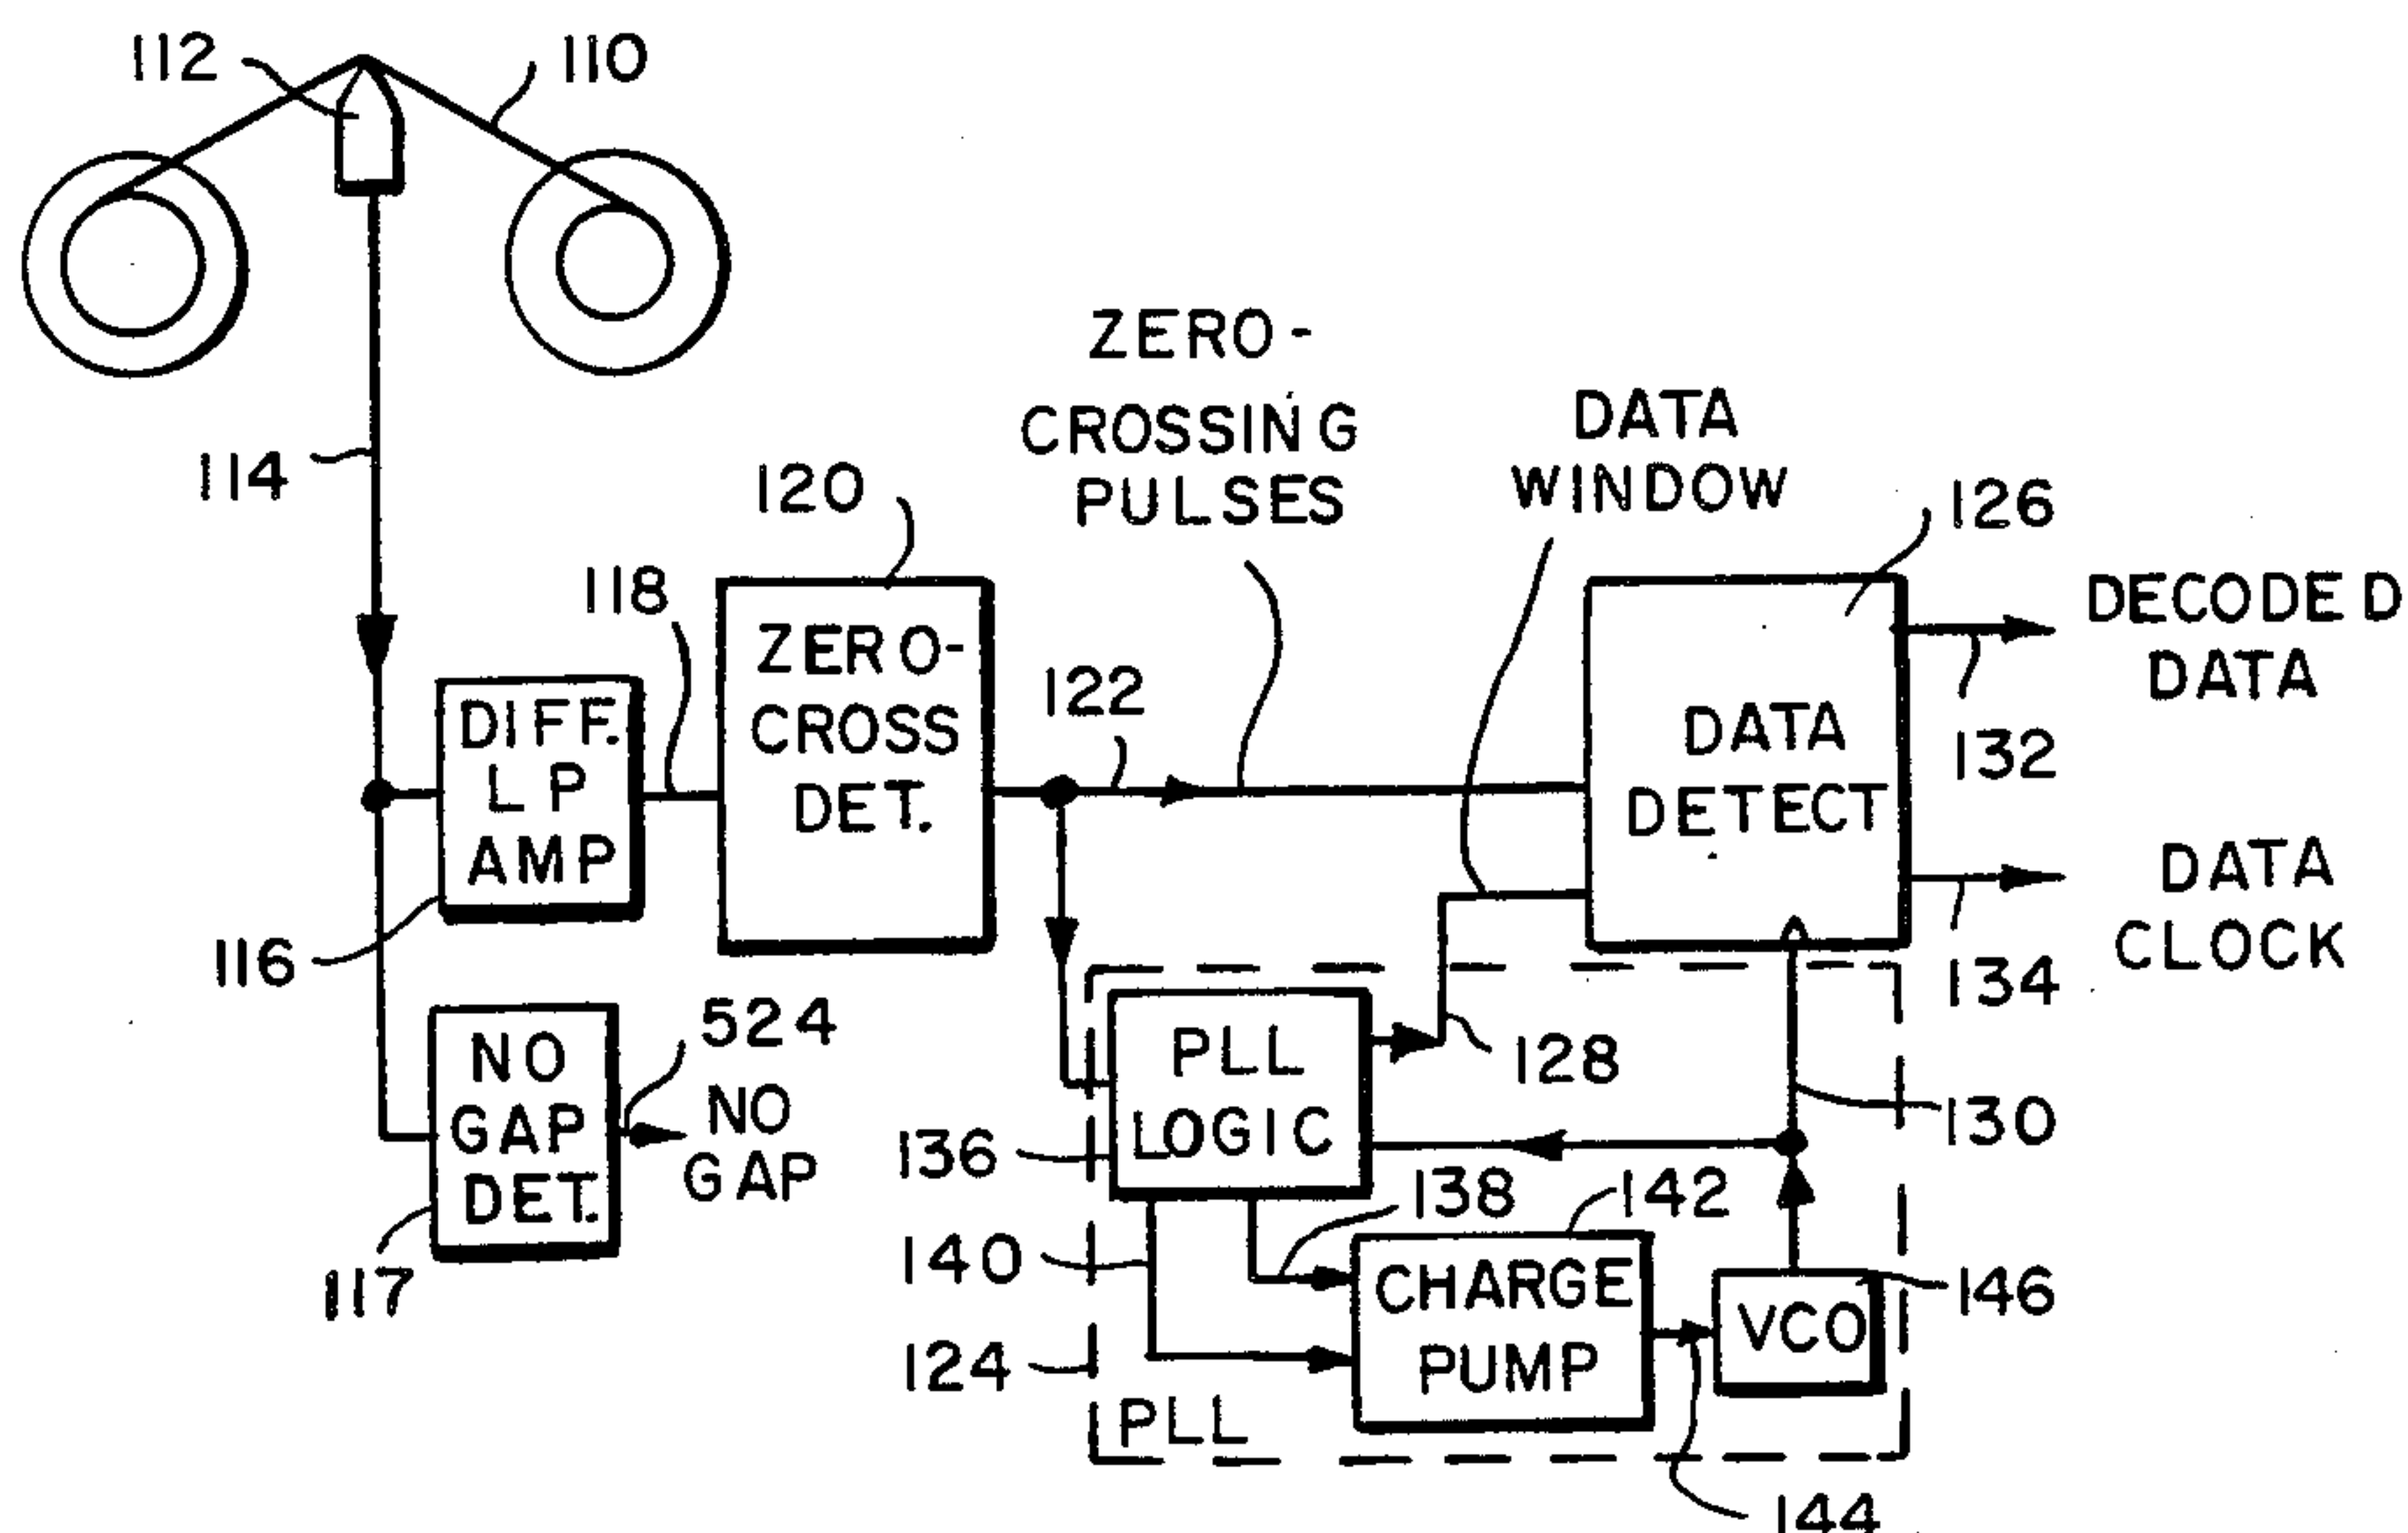 112
110
114
ZERO-
CROSSING
PULSES
DATA
WINDOW
120
118
122
126
DECODED
DATA
132
DIFF.
LP
AMP
ZERO-
CROSS
DET.
DATA
DETECT
DATA
CLOCK
134
116
NO
GAP
DET.
524
NO
GAP
117
PLL
LOGIC
128
130
136
138
142
140
CHARGE
PUMP
VCO
146
124
PLL
144